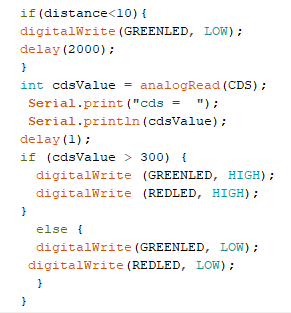 if(distance<10){
digitalWrite(GREENLED, LOW);
delay(2000);
}
int cdsValue = analogRead(CDS);
Serial.print("cds =  ");
Serial.println(cdsValue);
delay(1);
if (cdsValue > 300) {
digitalWrite (GREENLED, HIGH);
digitalWrite (REDLED, HIGH);
}
else {
digitalWrite(GREENLED, LOW);
digitalWrite(REDLED, LOW);
}
}